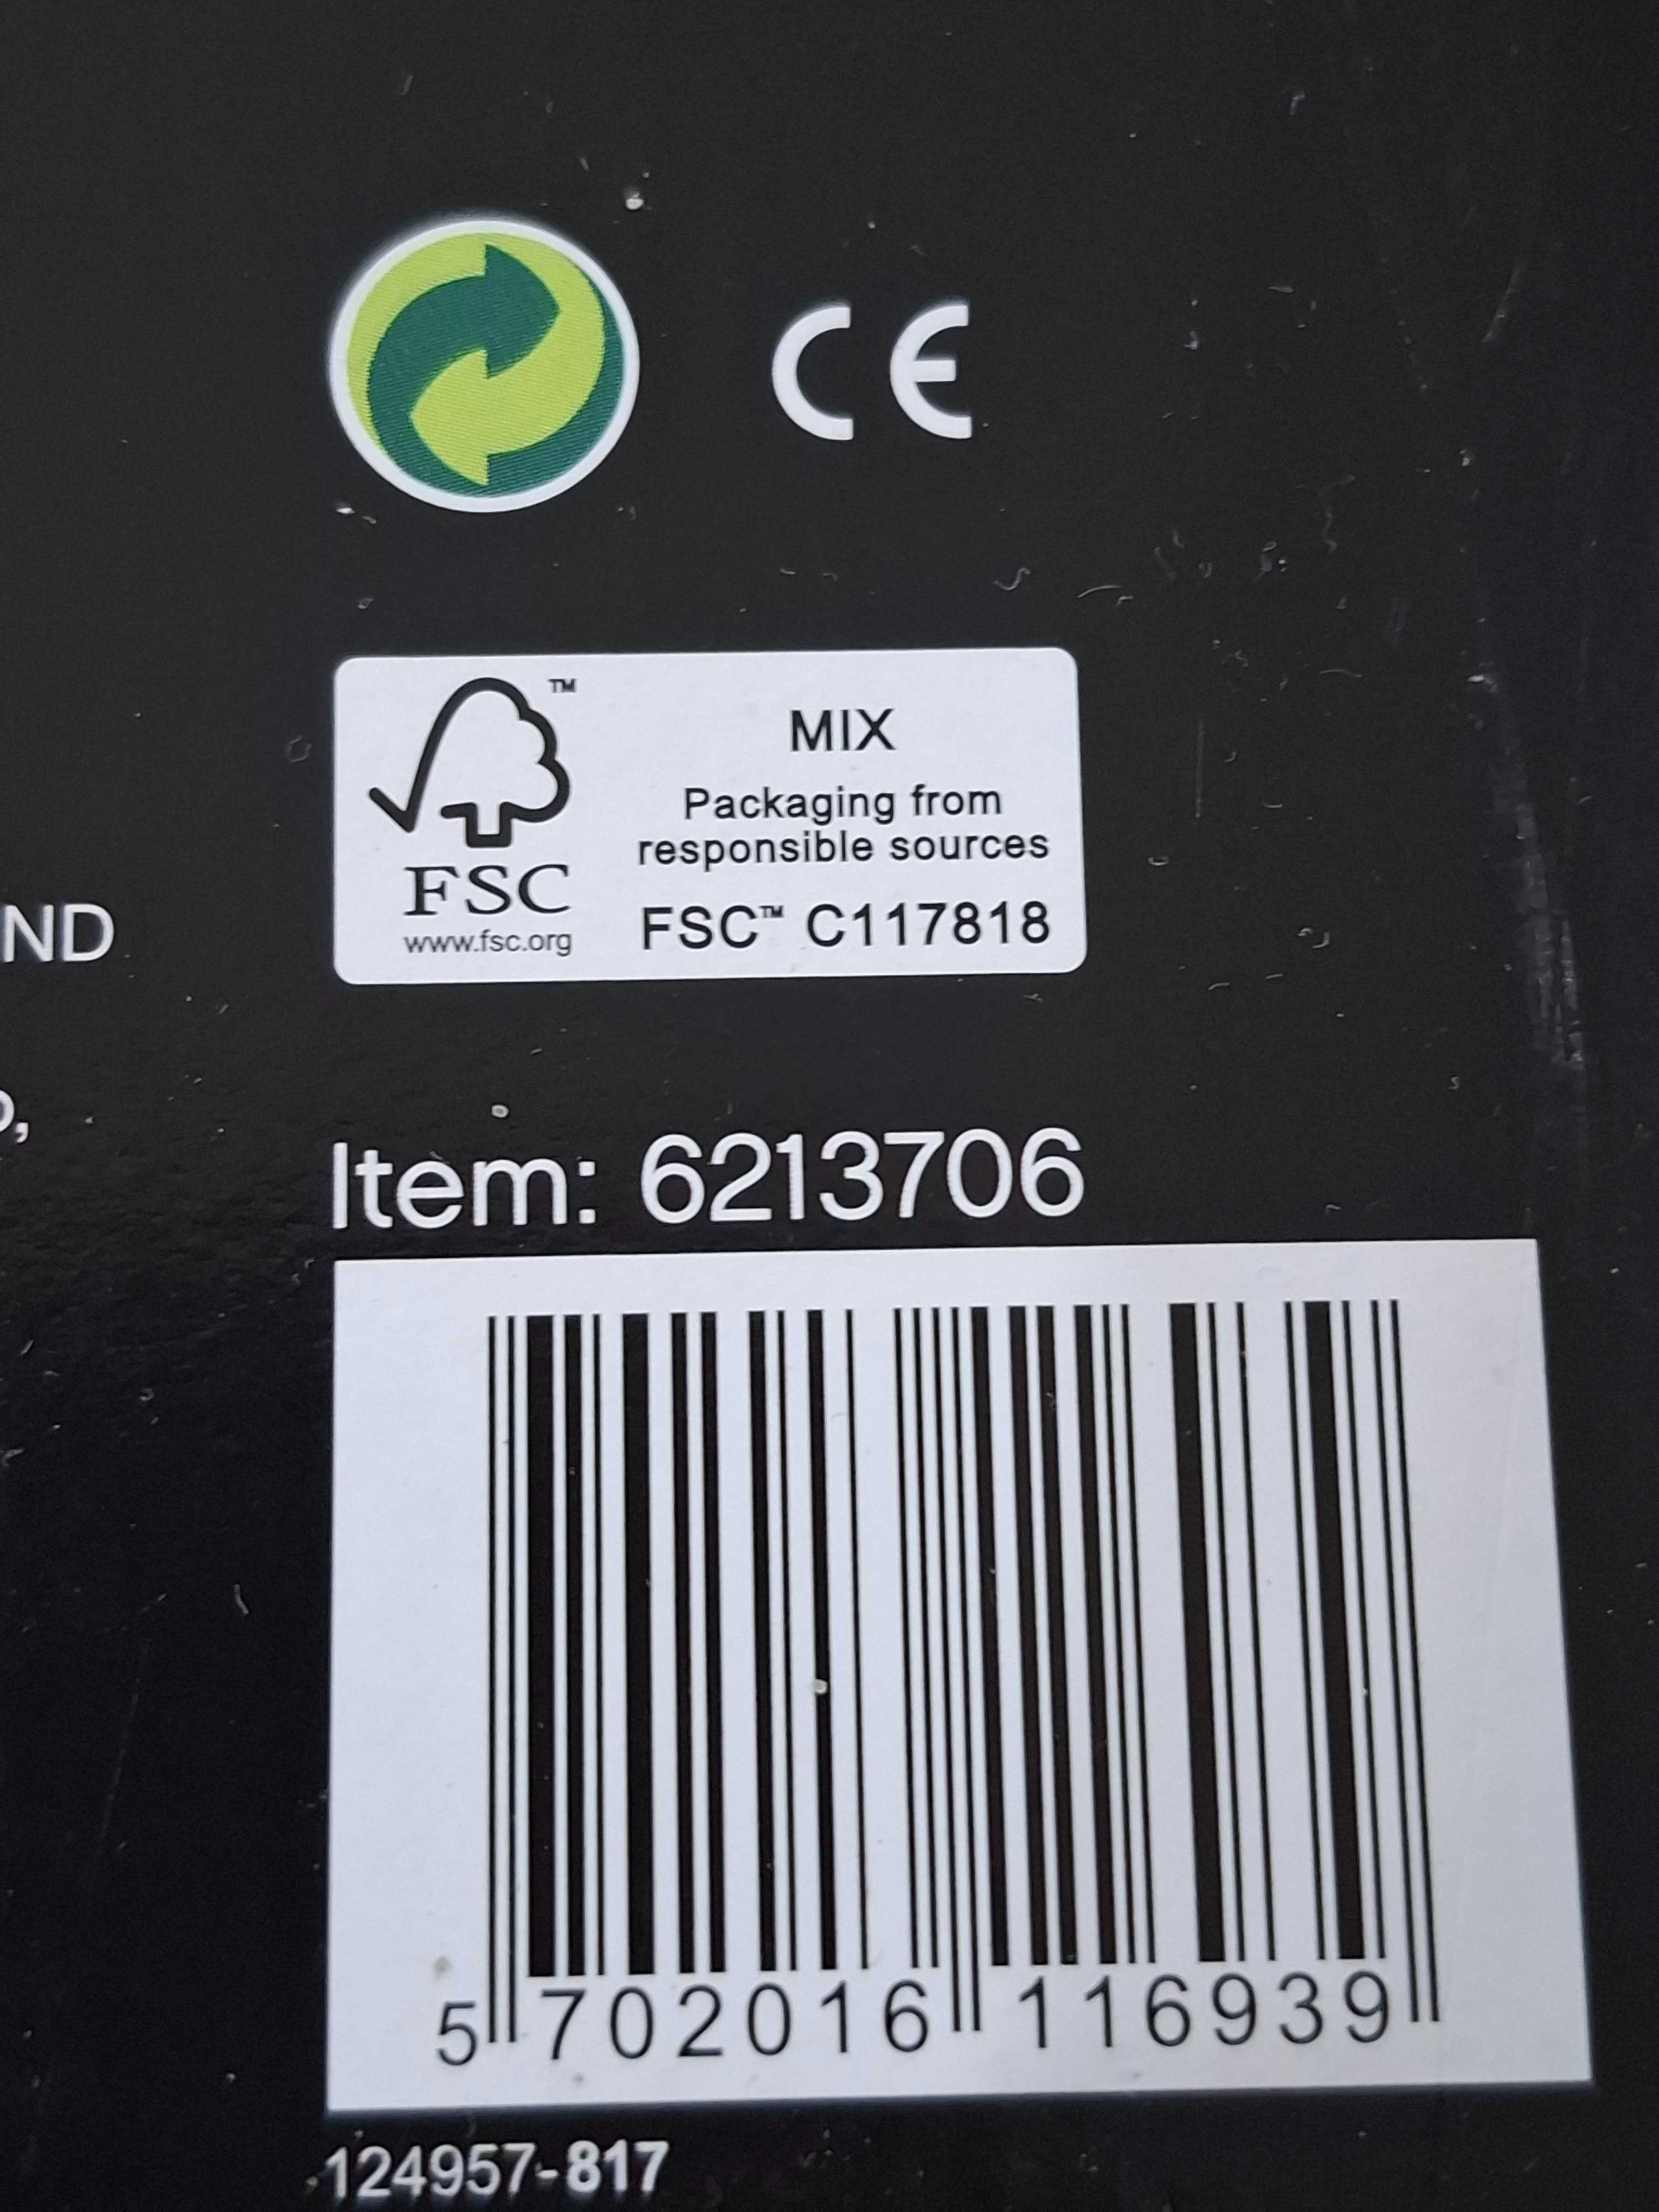 CE
™
MIX
Packaging from
responsible sources
FSC
www.fsc.org
FSC™ C117818
ND
,
Item: 6213706
5 702016 116939
124957-817